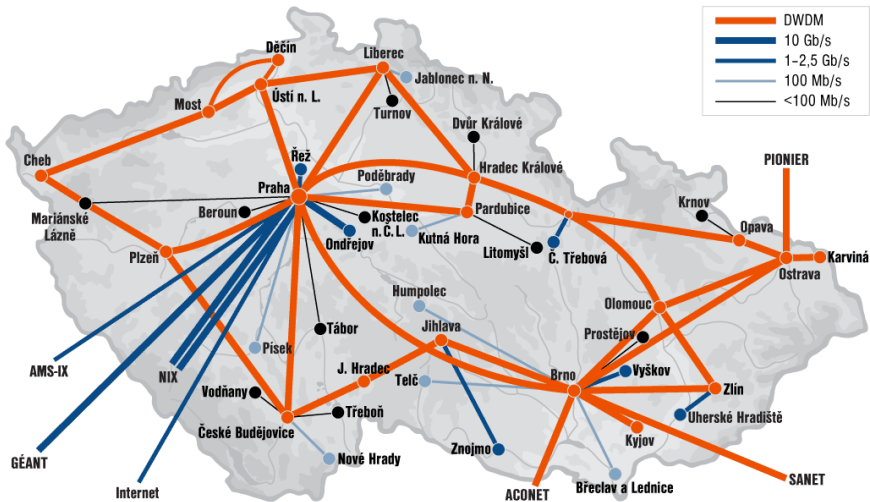 DWDM
10 Gb/s
1–2,5 Gb/s
100 Mb/s
<100 Mb/s
Děčín
Liberec
Jablonec n. N.
Most
Ústí n. L.
Turnov
Dvůr Králové
Cheb
Řež
Hradec Králové
PIONIER
Praha
Poděbrady
Mariánské
Lázně
Beroun
Kostelec
n. Č. L.
Pardubice
Krnov
Opava
Ondřejov
Kutná Hora
Litomyšl
Č. Třebová
Karviná
Ostrava
Plzeň
Humpolec
Olomouc
Tábor
Jihlava
Prostějov
Písek
AMS-IX
NIX
J. Hradec
Telč
Brno
Vyškov
Zlín
Vodňany
Třeboň
Uherské Hradiště
České Budějovice
Kyjov
GÉANT
Nové Hrady
Znojmo
Internet
ACONET
Břeclav a Lednice
SANET